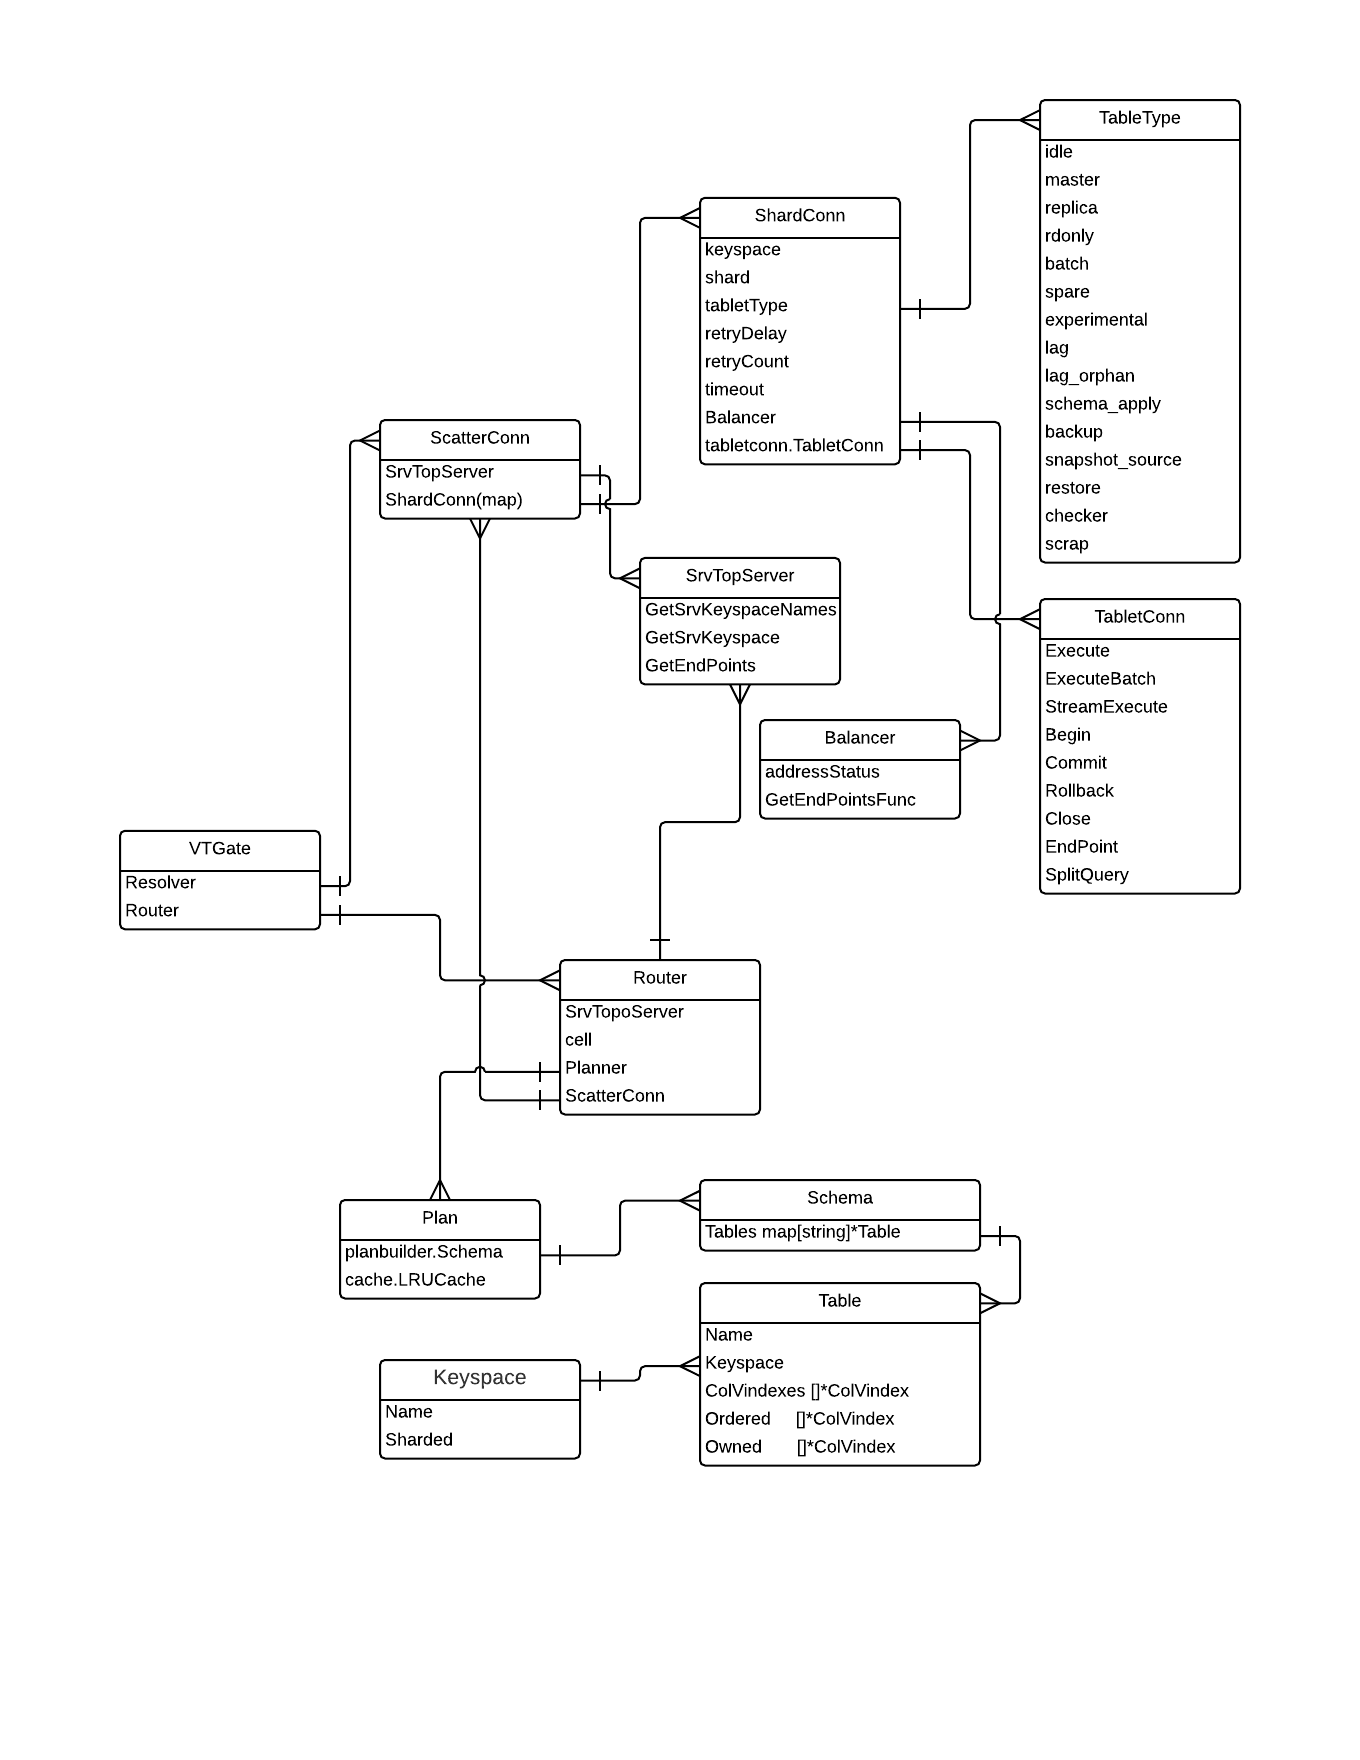 TableType
idle
master
replica
rdonly
batch
spare
experimental
lag
lag_orphan
schema_apply
backup
snapshot_source
restore
checker
scrap
ShardConn
keyspace
shard
tabletType
retryDelay
retryCount
timeout
Balancer
tabletconn.TabletConn
ScatterConn
SrvTopServer
ShardConn(map)
SrvTopServer
GetSrvKeyspaceNames
GetSrvKeyspace
GetEndPoints
TabletConn
Execute
ExecuteBatch
StreamExecute
Begin
Commit
Rollback
Close
EndPoint
SplitQuery
Balancer
addressStatus
GetEndPointsFunc
VTGate
Resolver
Router
Router
SrvTopoServer
cell
Planner
ScatterConn
Plan
planbuilder.Schema
cache.LRUCache
Schema
Tables map[string]*Table
Table
Name
Keyspace
ColVindexes []*ColVindex
Ordered []*ColVindex
Owned []*ColVindex
Keyspace
Name
Sharded